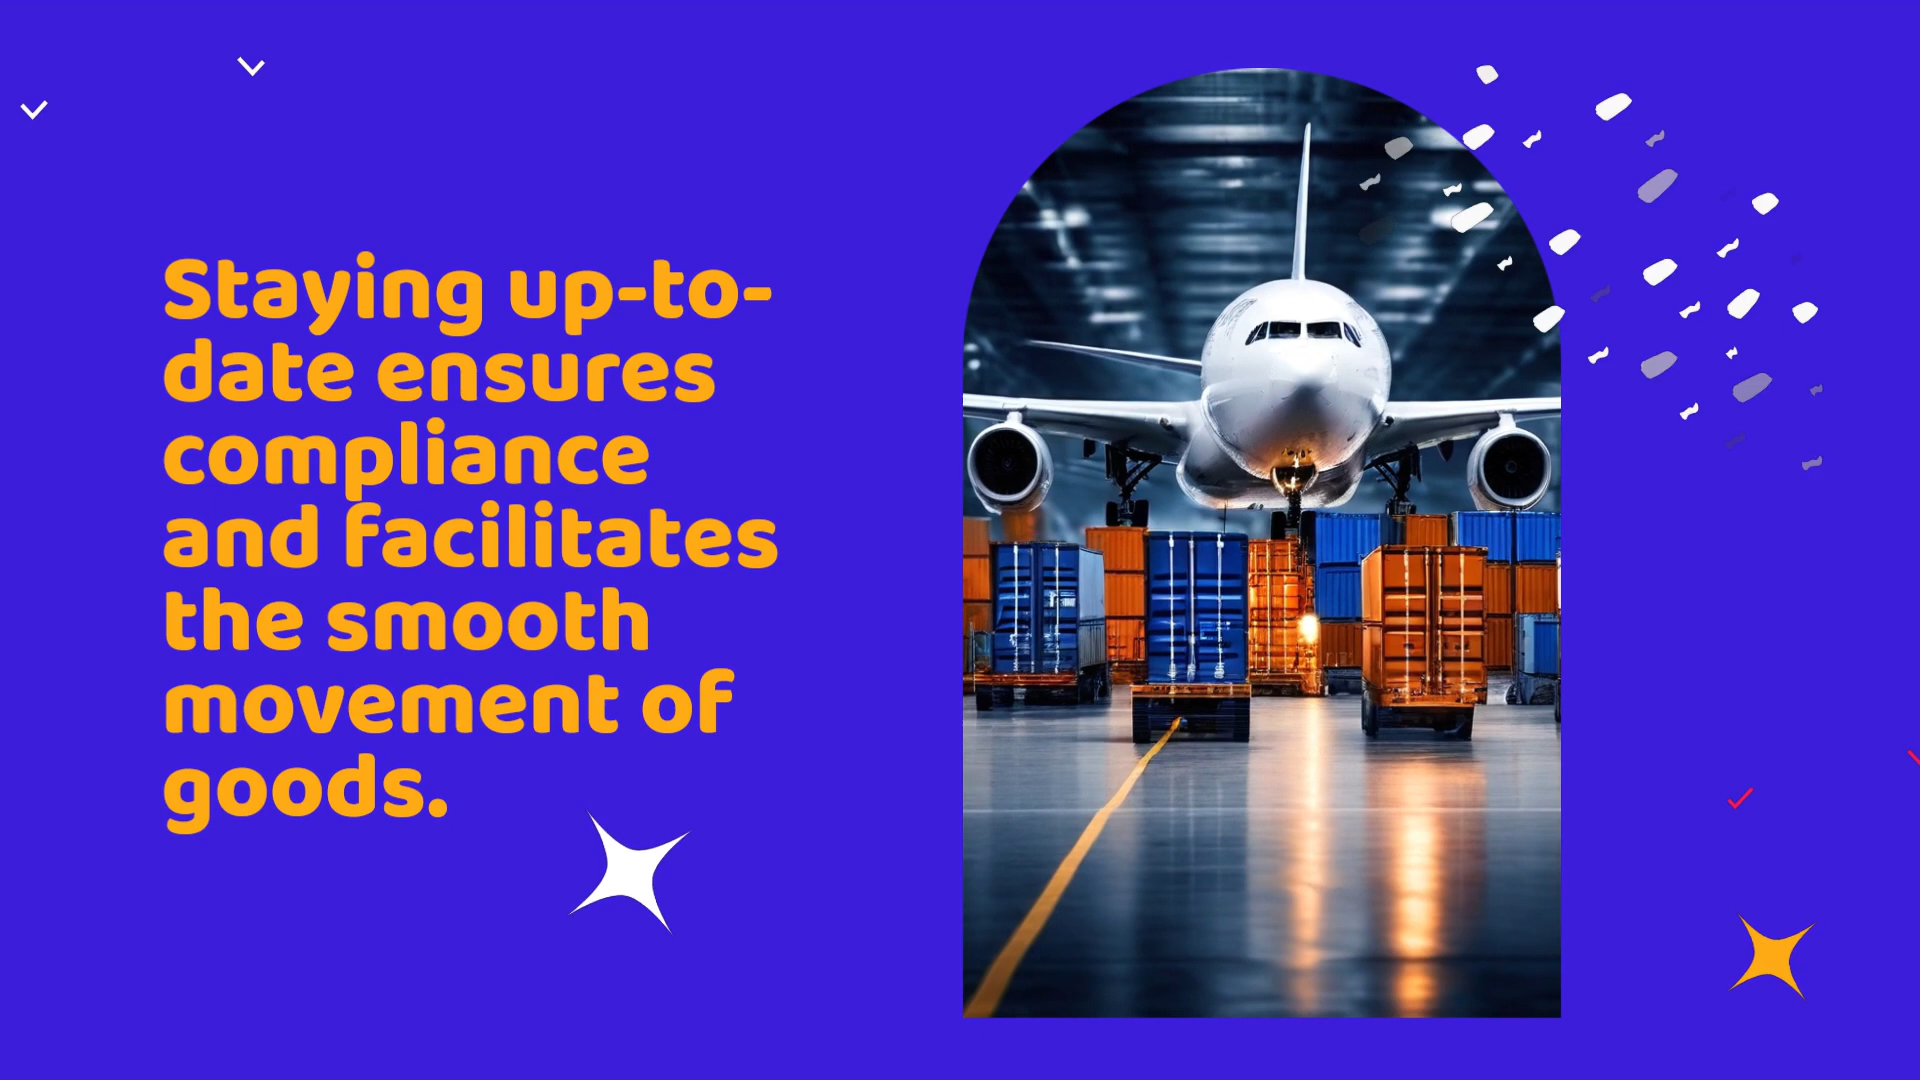 Staying up-to-
date ensures
compliance
and facilitates
the smooth
movement of
goods.